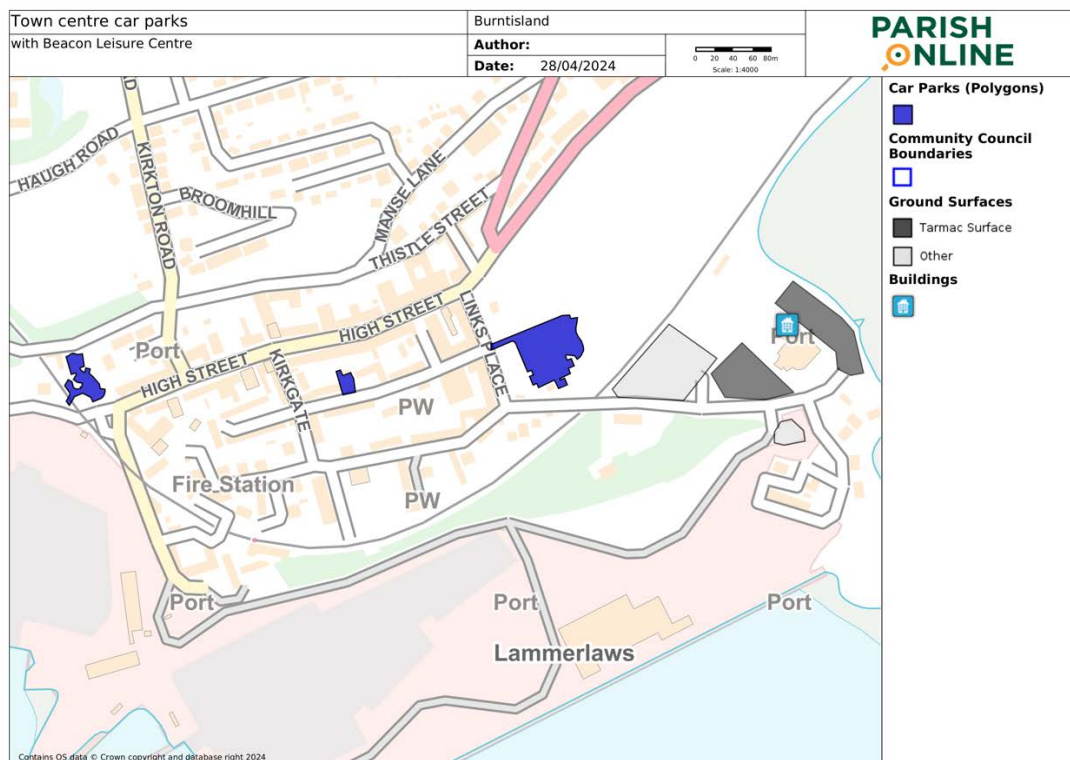 Town centre car parks
with Beacon Leisure Centre
Burntisland
Author:
Date: 28/04/2024
0 20 40 60 80m
Scale: 1:4000
PARISH
ONLINE
Car Parks (Polygons)
Community Council
Boundaries
Ground Surfaces
Tarmac Surface
Other
Buildings
HAUGH ROAD
KIRKTON ROAD
D
BROOMHILL
MANSE LANE
THISTLE STREET
HIGH STREET
LINKS PLACE
Port
Port
HIGH STREET
KIRKGATE
PW
Fire Station
PW
Port
Port
Port
Lammerlaws
Contains OS data © Crown copyright and database right 2024